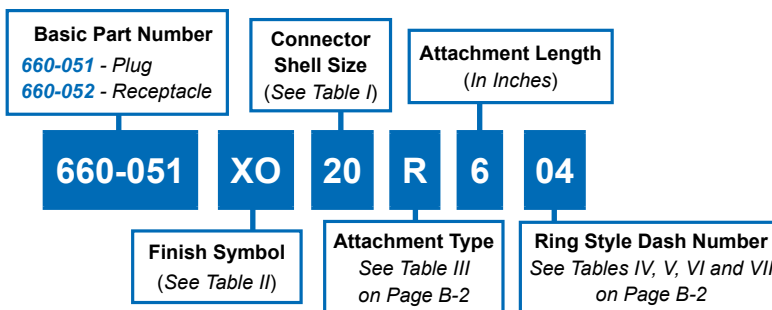 Basic Part Number
660-051 - Plug
660-052 - Receptacle
Connector
Shell Size
(See Table I)
Attachment Length
(In Inches)
660-051 XO 20 R 6 04
Finish Symbol
(See Table II)
Attachment Type
See Table III
on Page B-2
Ring Style Dash Number
See Tables IV, V, VI and VII
on Page B-2